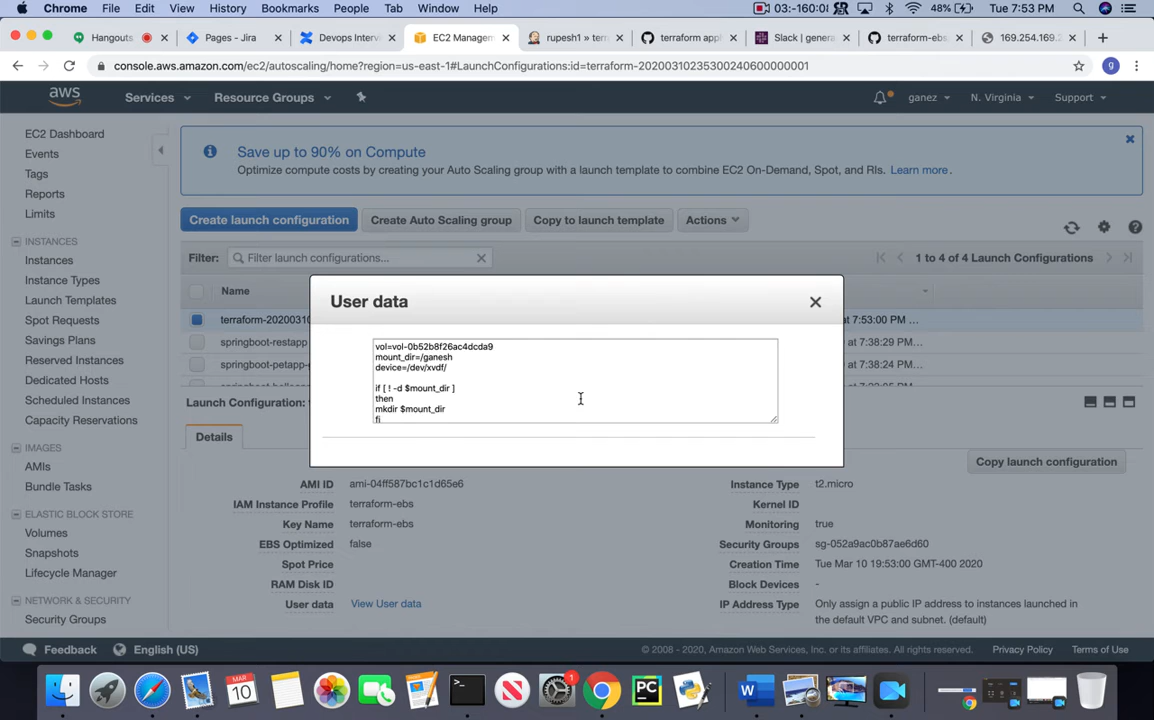 Chrome File Edit View History Bookmarks People Tab Window Help 03:-160:08 48% Tue 7:53 PM
Hangouts Pages - Jira Devops Interv EC2 Manage rupesh1 » terr terraform appl Slack | genera terraform-ebs 169.254.169.
console.aws.amazon.com/ec2/autoscaling/home?region=us-east-1#LaunchConfigurations:id=terraform-20200310235300240600000001 g
aws Services Resource Groups ganez N. Virginia Support
EC2 Dashboard
Events
Tags
Reports
Limits
INSTANCES
Instances
Instance Types
Launch Templates
Spot Requests
Savings Plans
Reserved Instances
Dedicated Hosts
Scheduled Instances
Capacity Reservations
IMAGES
AMIs
Bundle Tasks
ELASTIC BLOCK STORE
Volumes
Snapshots
Lifecycle Manager
NETWORK & SECURITY
Security Groups
Save up to 90% on Compute
Optimize compute costs by creating your Auto Scaling group with a launch template to combine EC2 On-Demand, Spot, and RIs. Learn more.
Create launch configuration Create Auto Scaling group Copy to launch template Actions
Filter: Filter launch configurations... 1 to 4 of 4 Launch Configurations
Name
terraform-2020031 at 7:53:00 PM ...
springboot-restapp at 7:38:29 PM ...
springboot-petapp-g at 7:38:24 PM ...
User data
vol=vol-0b52b8f26ac4dcda9
mount_dir=/ganesh
device=/dev/xvdf/
if [ ! -d $mount_dir ]
then
mkdir $mount_dir
fi
Launch Configuration:
Details
Copy launch configuration
AMI ID ami-04ff587bc1c1d65e6
IAM Instance Profile terraform-ebs
Key Name terraform-ebs
EBS Optimized false
Spot Price
RAM Disk ID
User data View User data
Instance Type t2.micro
Kernel ID
Monitoring true
Security Groups sg-052a9ac0b87ae6d60
Creation Time Tue Mar 10 19:53:00 GMT-400 2020
Block Devices -
IP Address Type Only assign a public IP address to instances launched in
the default VPC and subnet. (default)
Feedback English (US) © 2008 - 2020, Amazon Web Services, Inc. or its affiliates. All rights reserved. Privacy Policy Terms of Use
MAR
10
1
PC
W